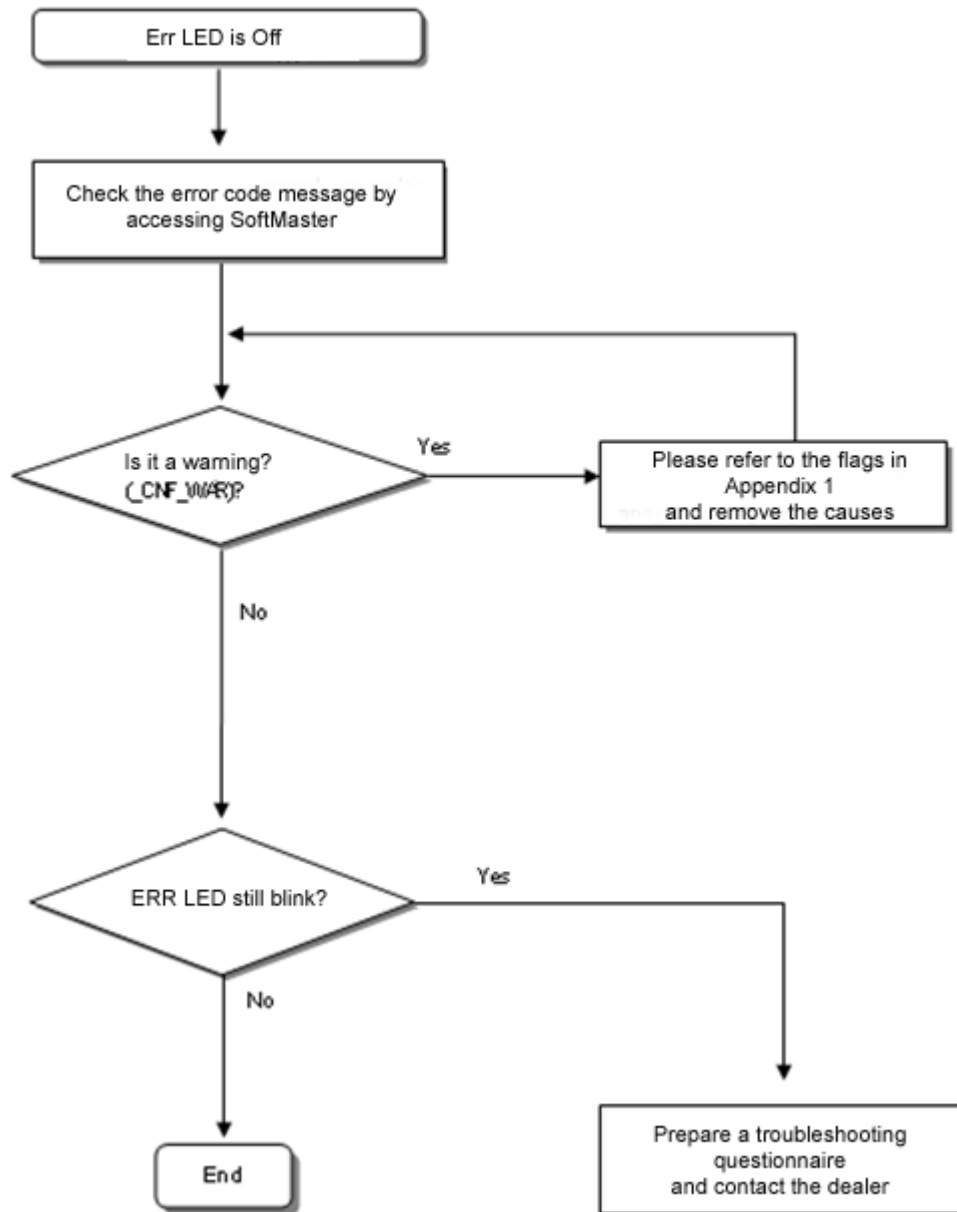 Err LED is Off
Check the error code message by
accessing SoftMaster
Is it a warning?
(_CNF_WAR)?
Yes
Please refer to the flags in
Appendix 1
and remove the causes
No
ERR LED still blink?
Yes
No
End
Prepare a troubleshooting
questionnaire
and contact the dealer